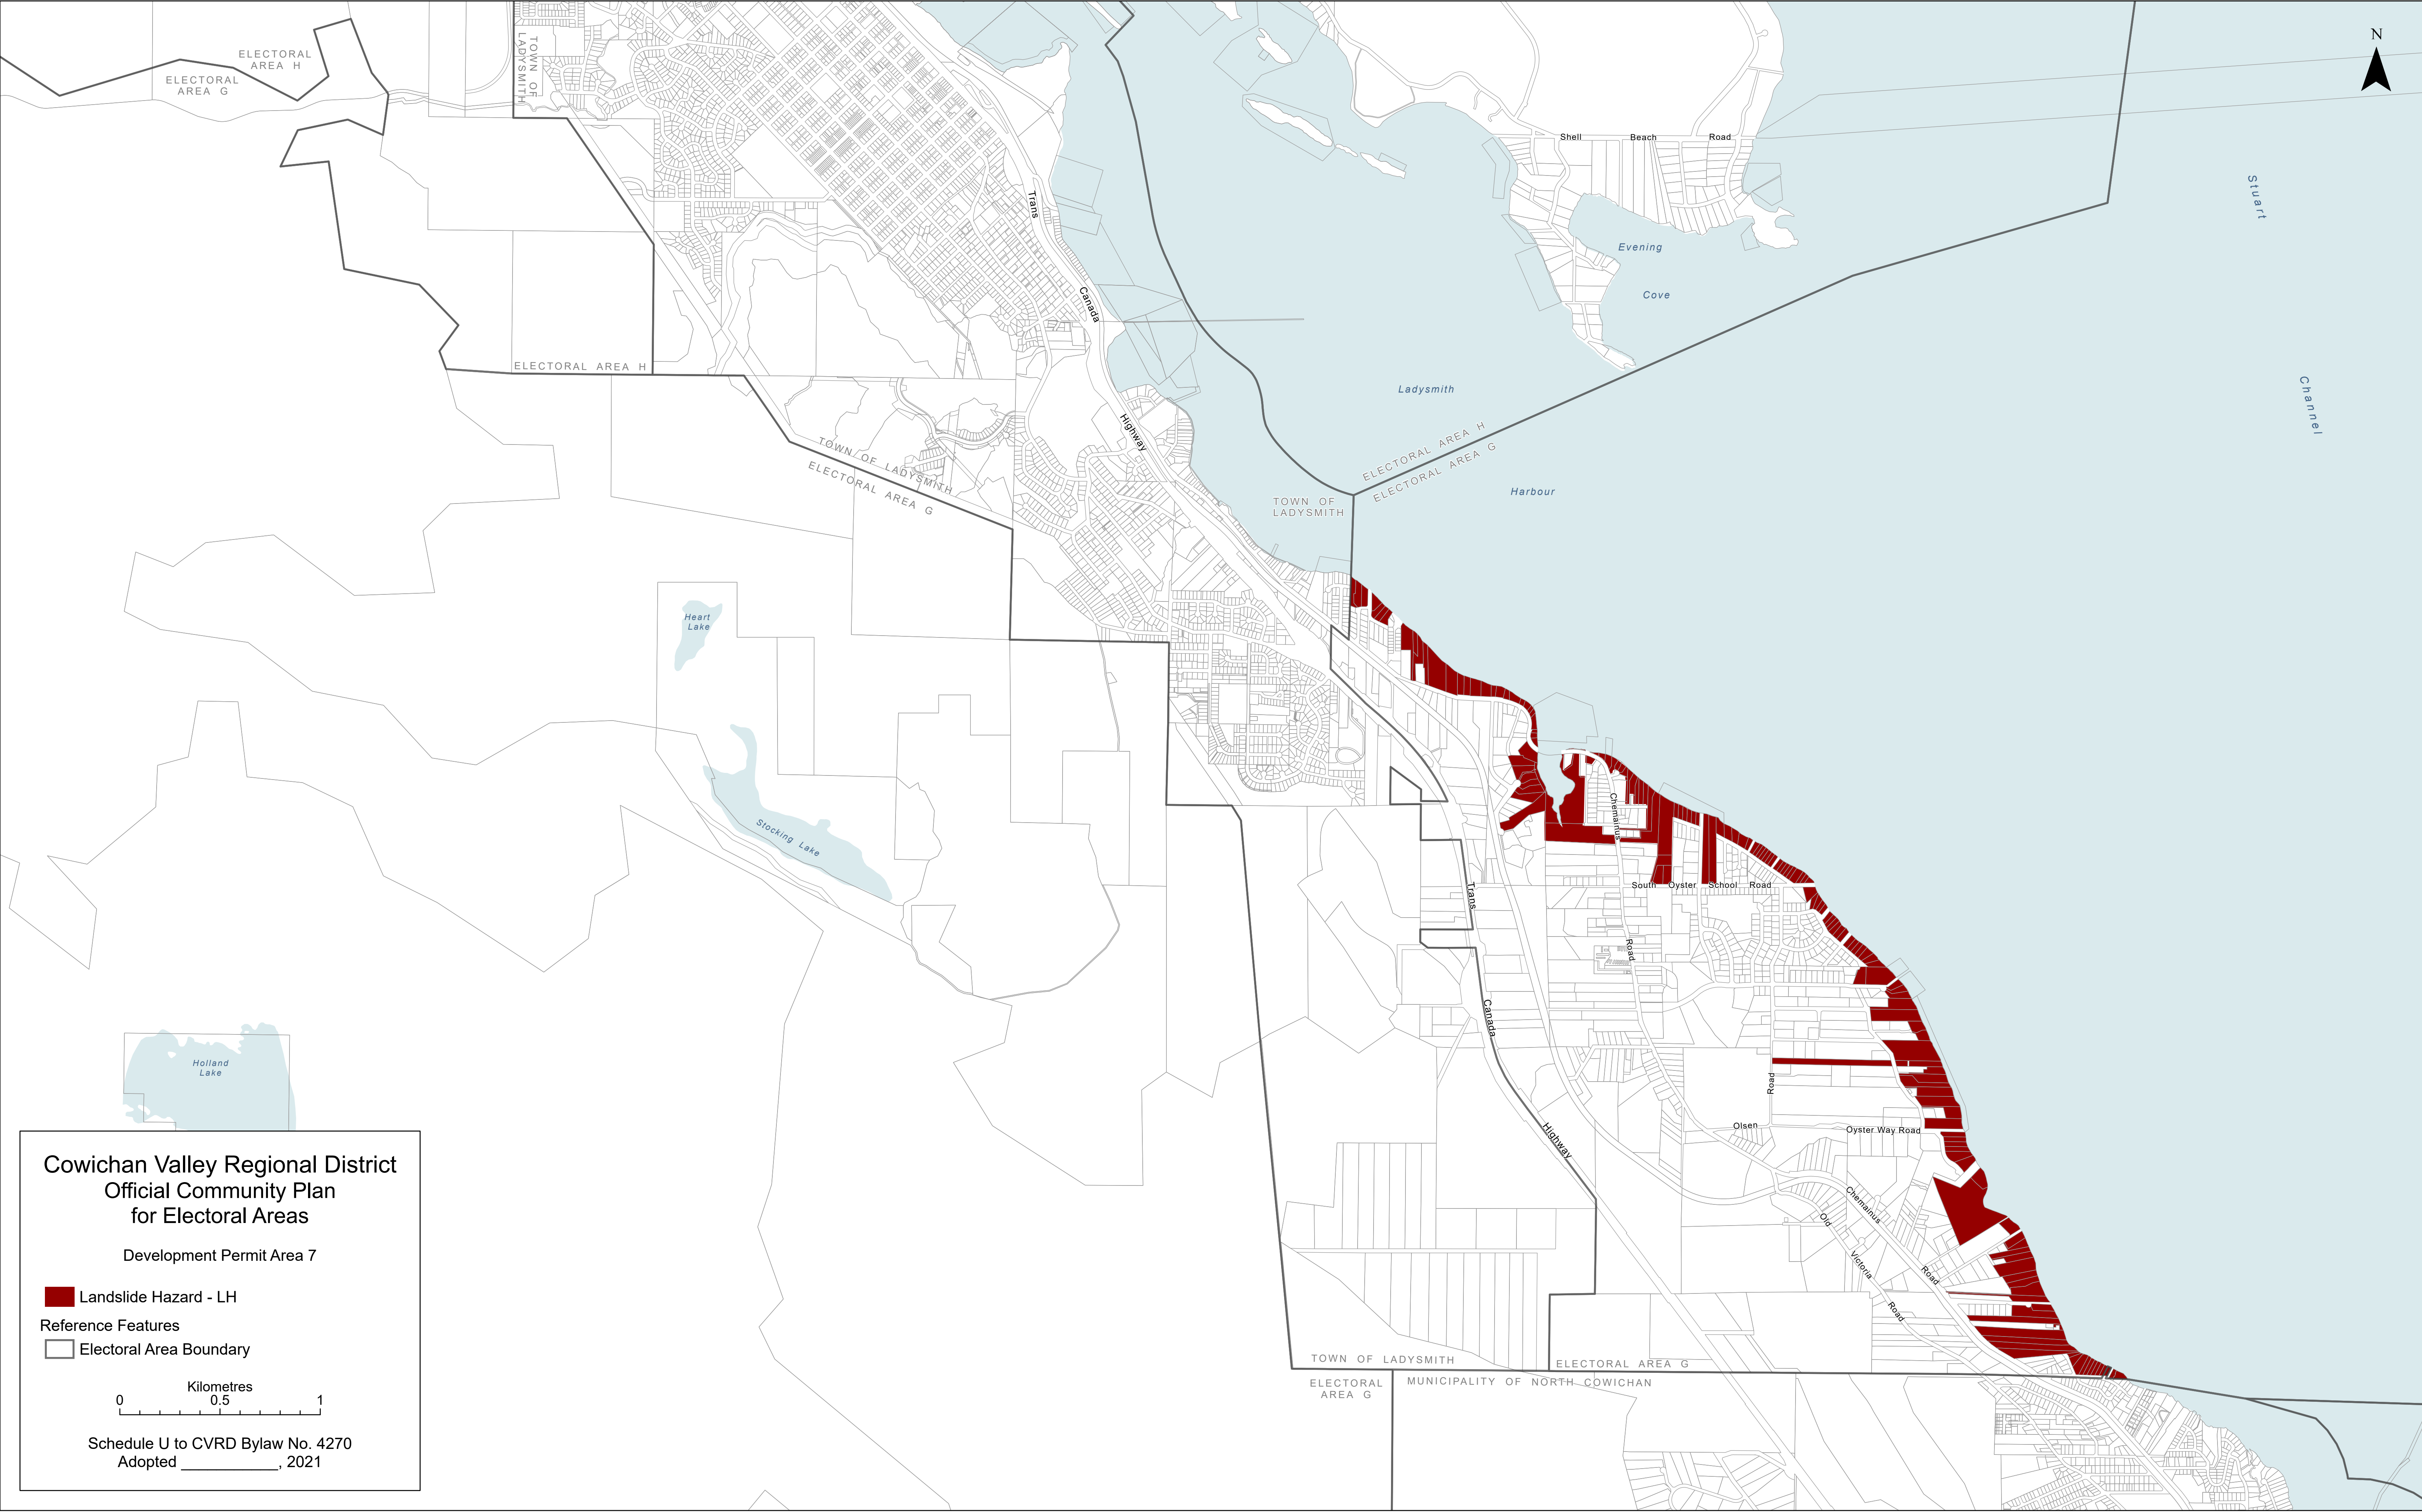 N
ELECTORAL
AREA H
ELECTORAL
AREA G
TOWN OF
LADYSMITH
Shell Beach Road
Stuart
Channel
Evening
Cove
Trans
Canada
Highway
ELECTORAL AREA H
Ladysmith
Harbour
ELECTORAL AREA H
ELECTORAL AREA G
TOWN OF LADYSMITH
ELECTORAL AREA G
TOWN OF
LADYSMITH
Heart
Lake
Stocking Lake
Holland
Lake
Chemainus
Road
South Oyster School Road
Trans
Canada
Highway
Road
Olsen
Oyster Way Road
Chemainus
Road
Old
Victoria
Road
TOWN OF LADYSMITH
ELECTORAL AREA G
ELECTORAL
AREA G
MUNICIPALITY OF NORTH COWICHAN
Cowichan Valley Regional District
Official Community Plan
for Electoral Areas
Development Permit Area 7
Landslide Hazard - LH
Reference Features
Electoral Area Boundary
Kilometres
0 0.5 1
Schedule U to CVRD Bylaw No. 4270
Adopted ____________, 2021